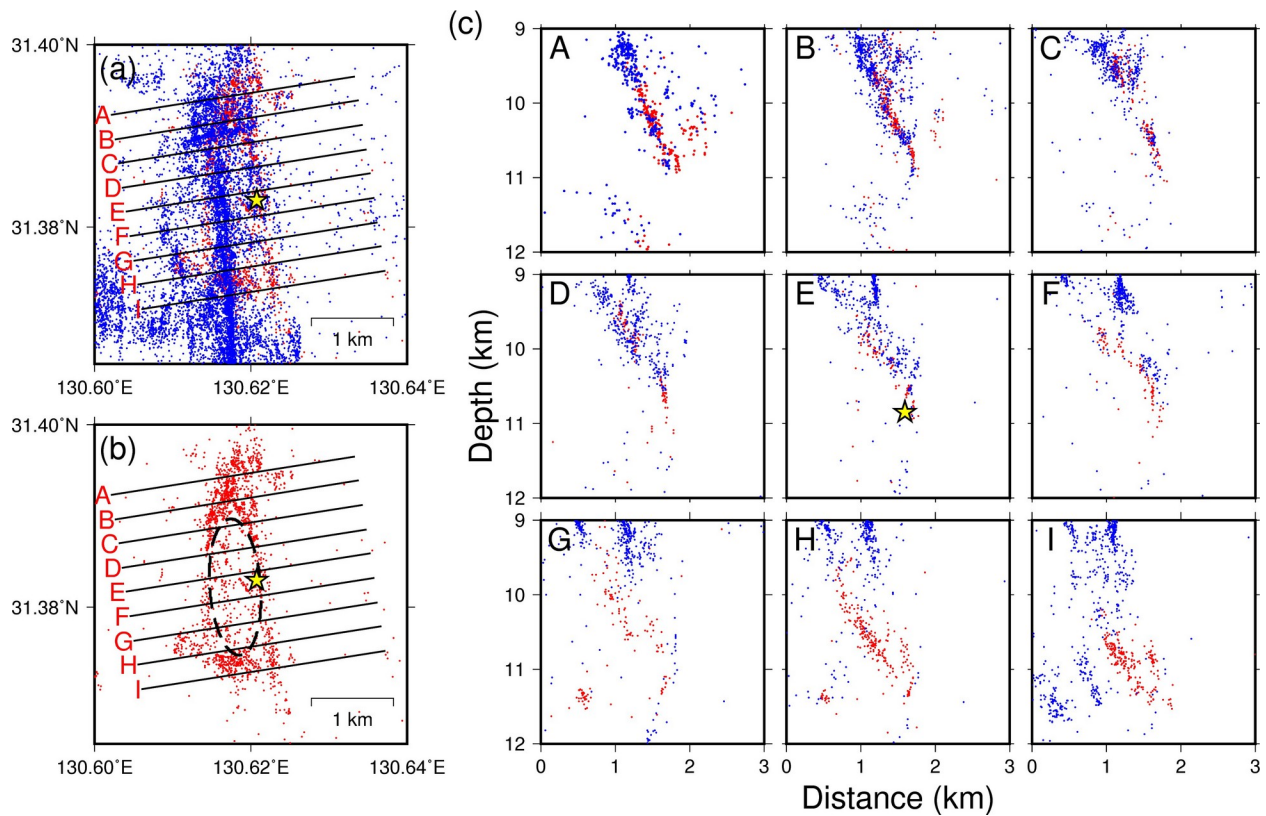 (a)
31.40°N
31.38°N
A
B
C
D
E
F
G
H
I
1 km
130.60°E
130.62°E
130.64°E
(b)
31.40°N
31.38°N
A
B
C
D
E
F
G
H
I
1 km
130.60°E
130.62°E
130.64°E
(c)
A
B
C
9
10
11
12
D
E
F
9
10
11
12
G
H
I
9
10
11
12
0
1
2
3
0
1
2
3
0
1
2
3
Depth (km)
Distance (km)